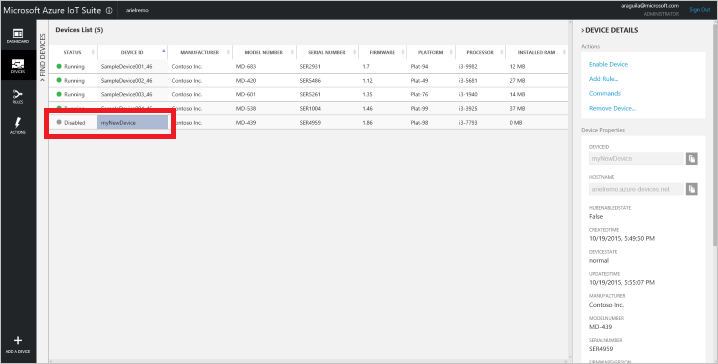 Microsoft Azure IoT Suite
arielremo
araguila@microsoft.com
ADMINISTRATOR
Sign Out
DASHBOARD
DEVICES
RULES
ACTIONS
ADD A DEVICE
> FIND DEVICES
Devices List (5)
STATUS DEVICE ID MANUFACTURER MODEL NUMBER SERIAL NUMBER FIRMWARE PLATFORM PROCESSOR INSTALLED RAM
Running SampleDevice001_46 Contoso Inc. MD-683 SER2931 1.7 Plat-94 i3-9982 12 MB
Running SampleDevice002_46 Contoso Inc. MD-420 SER5486 1.12 Plat-49 i3-5681 27 MB
Running SampleDevice003_46 Contoso Inc. MD-601 SER5261 1.35 Plat-76 i3-1940 14 MB
Running SampleDevice004_46 Contoso Inc. MD-538 SER1004 1.46 Plat-99 i3-3925 37 MB
Disabled myNewDevice Contoso Inc. MD-439 SER4959 1.86 Plat-98 i3-7793 0 MB
> DEVICE DETAILS
Actions
Enable Device
Add Rule...
Commands
Remove Device...
Device Properties
DEVICEID
myNewDevice
HOSTNAME
arielremo.azure-devices.net
HUBENABLEDSTATE
False
CREATEDTIME
10/19/2015, 5:49:50 PM
DEVICESTATE
normal
UPDATEDTIME
10/19/2015, 5:55:07 PM
MANUFACTURER
Contoso Inc.
MODELNUMBER
MD-439
SERIALNUMBER
SER4959
FIRMWAREVERSION